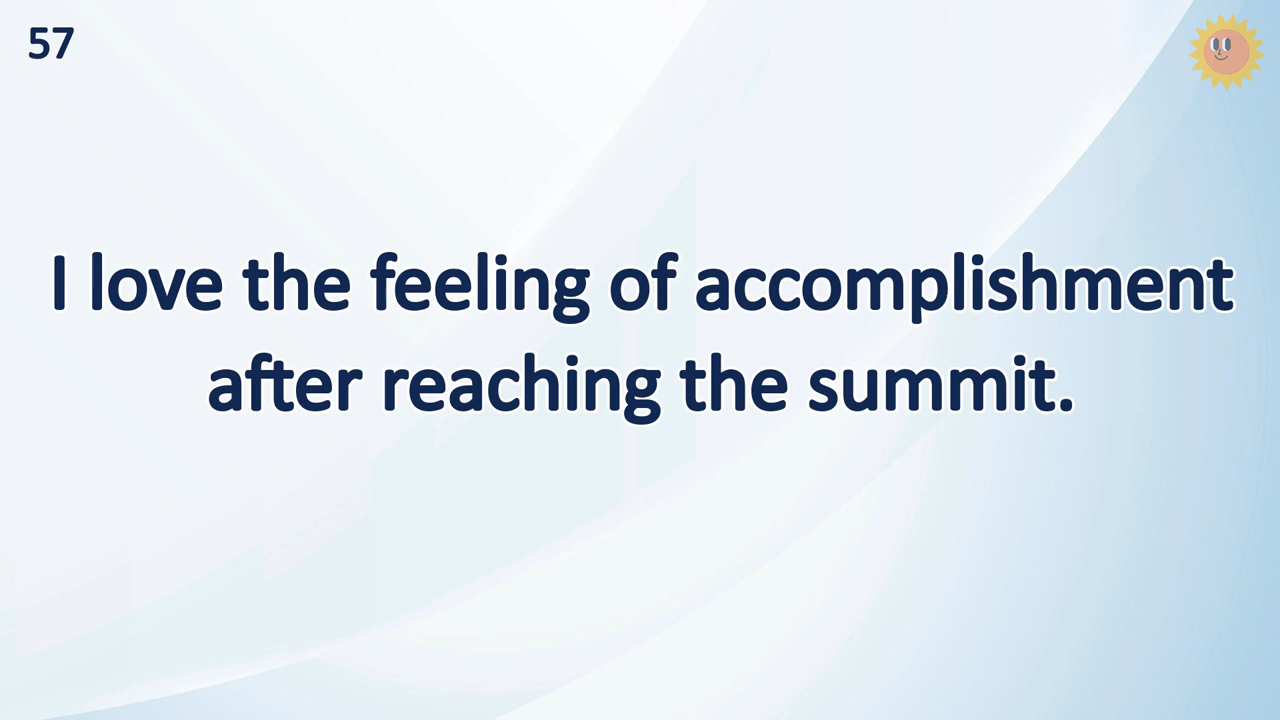 57
I love the feeling of accomplishment
after reaching the summit.